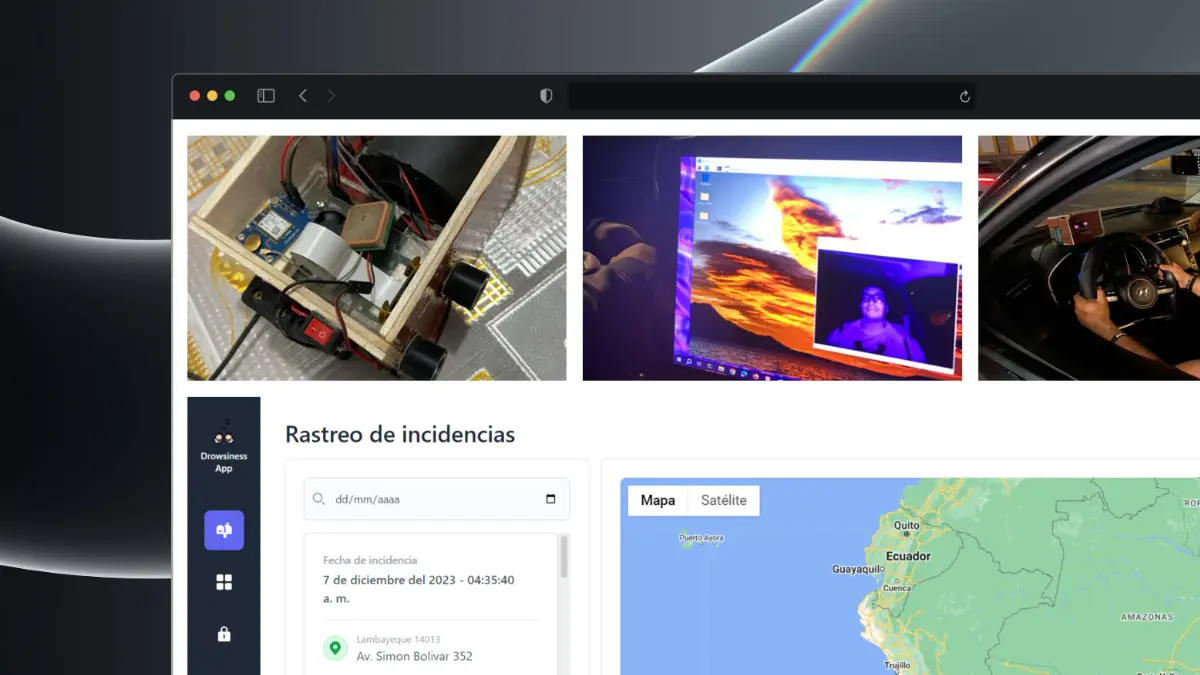 Rastreo de incidencias
Drowsiness
App
dd/mm/aaaa
Fecha de incidencia
7 de diciembre del 2023 - 04:35:40
a. m.
Lambayeque 14013
Av. Simon Bolivar 352
Mapa
Satélite
Puerto Ayora
Quito
Ecuador
Guayaquil
Cuenca
AMAZONAS
Trujillo